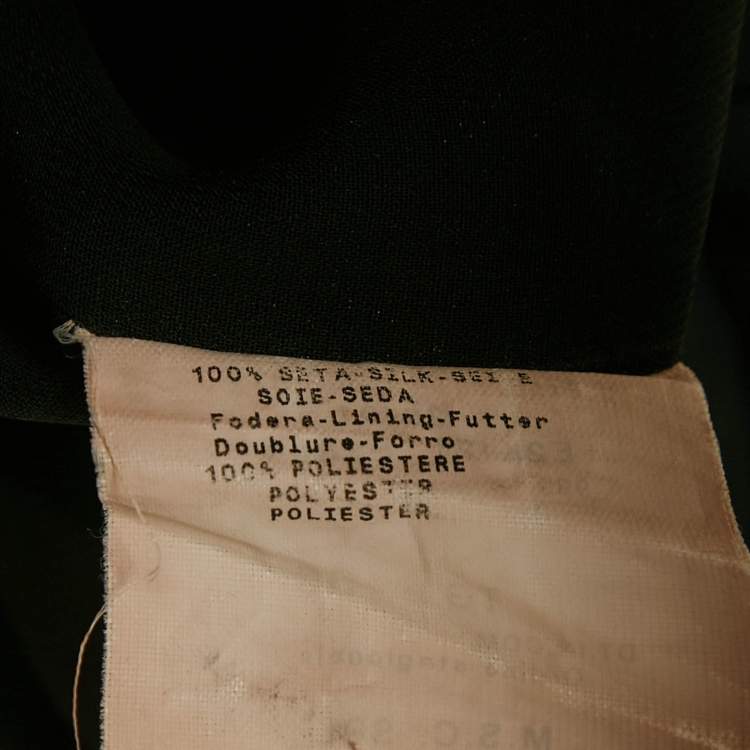 100% SETA-SILK-SEIDE
SOIE-SEDA
Fodera-Lining-Futter
Doublure-Forro
100% POLIESTERE
POLYESTER
POLIESTER